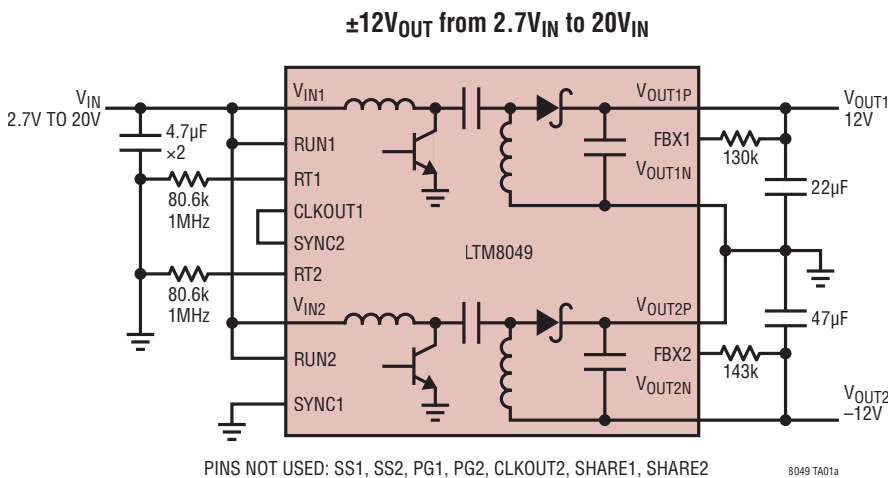 ±12VOUT from 2.7VIN to 20VIN
VIN
2.7V TO 20V
4.7µF
×2
80.6k
1MHz
80.6k
1MHz
VIN1
RUN1
RT1
CLKOUT1
SYNC2
RT2
VIN2
RUN2
SYNC1
LTM8049
VOUT1P
FBX1
VOUT1N
VOUT2P
FBX2
VOUT2N
130k
143k
VOUT1
12V
22µF
47µF
VOUT2
–12V
PINS NOT USED: SS1, SS2, PG1, PG2, CLKOUT2, SHARE1, SHARE2
8049 TA01a